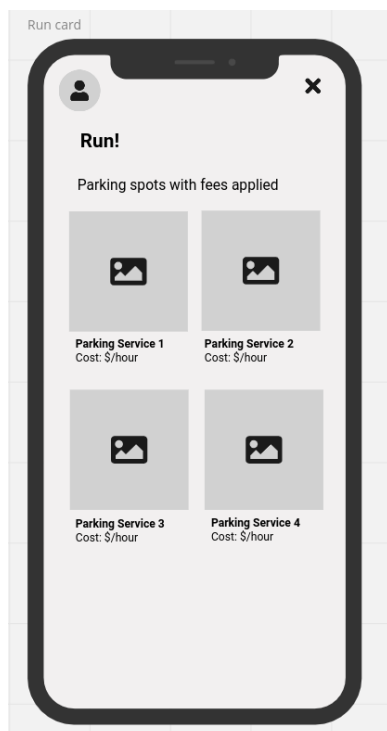 Run card
Run!
Parking spots with fees applied
Parking Service 1
Cost: $/hour
Parking Service 2
Cost: $/hour
Parking Service 3
Cost: $/hour
Parking Service 4
Cost: $/hour